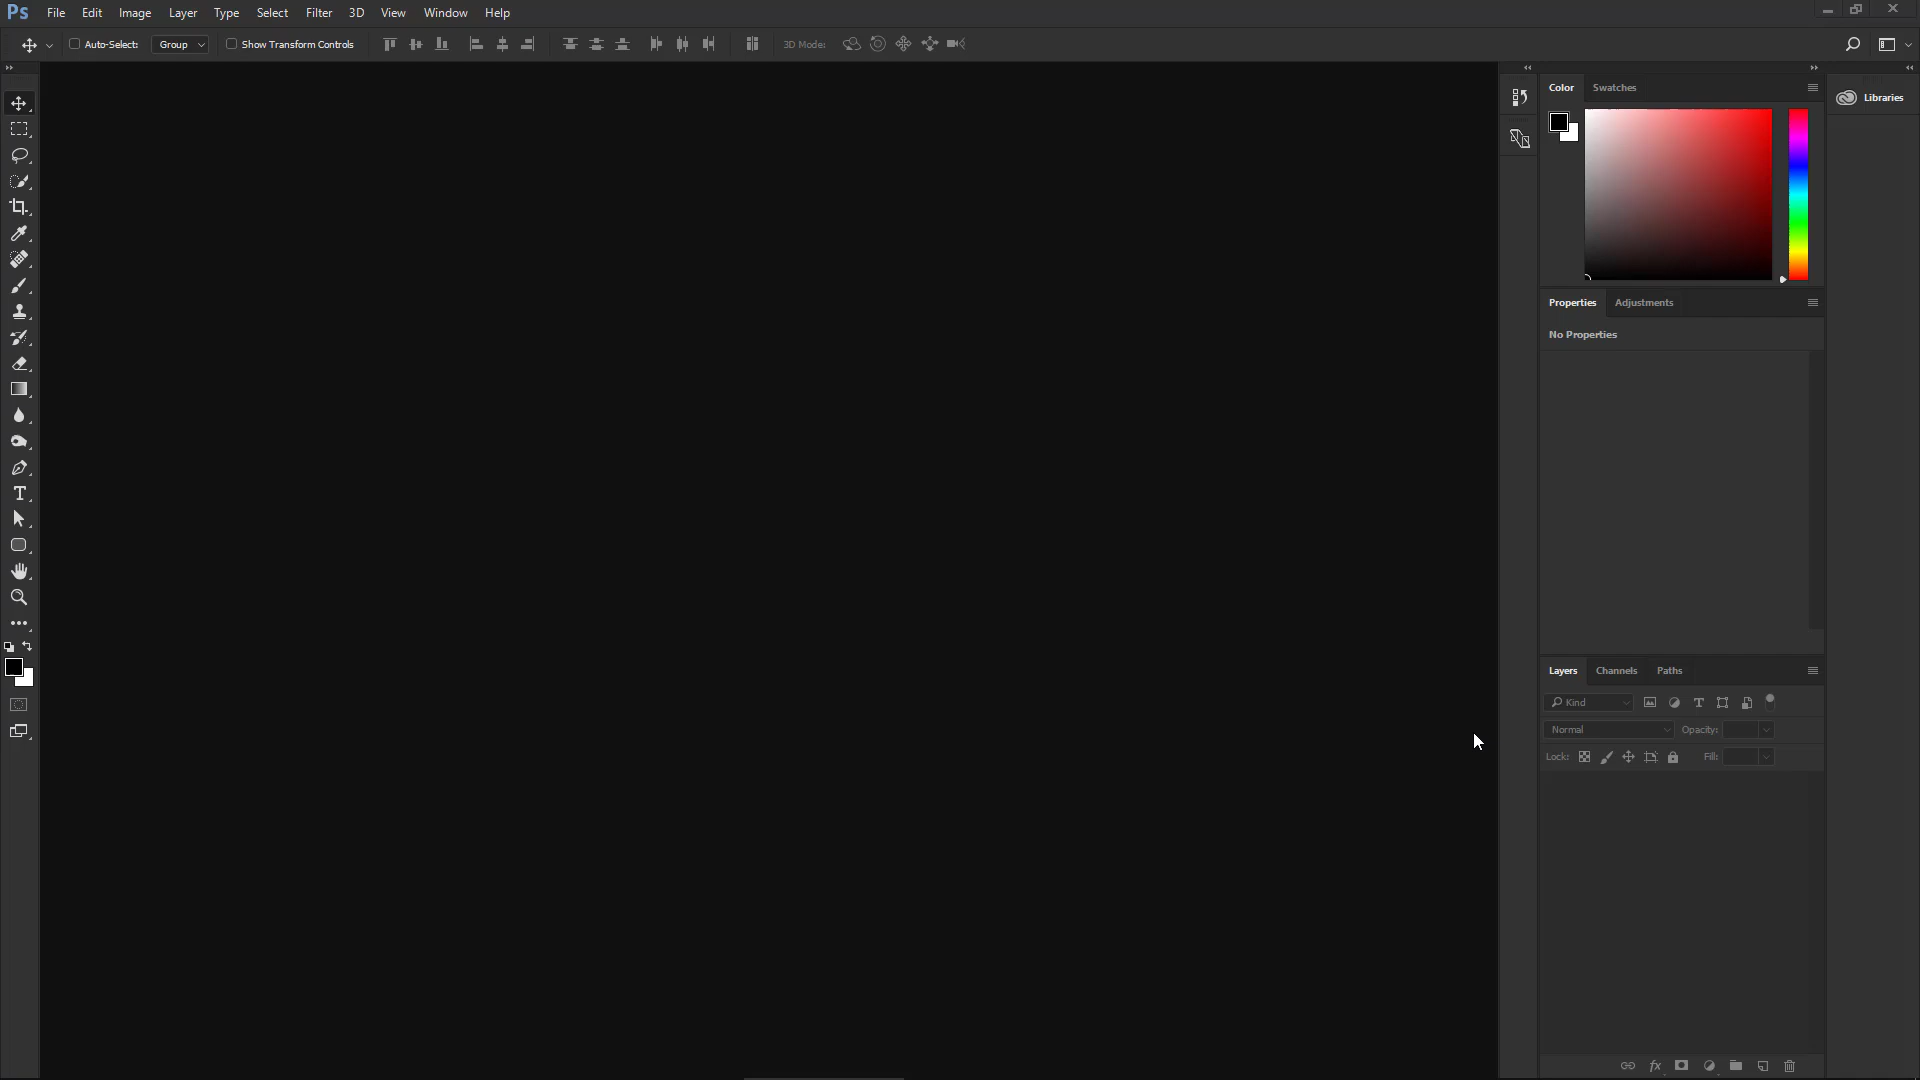 Ps File Edit Image Layer Type Select Filter 3D View Window Help
Auto-Select: Group Show Transform Controls 3D Mode:
Color Swatches
Libraries
Properties Adjustments
No Properties
Layers Channels Paths
Kind
Normal Opacity:
Lock: Fill: